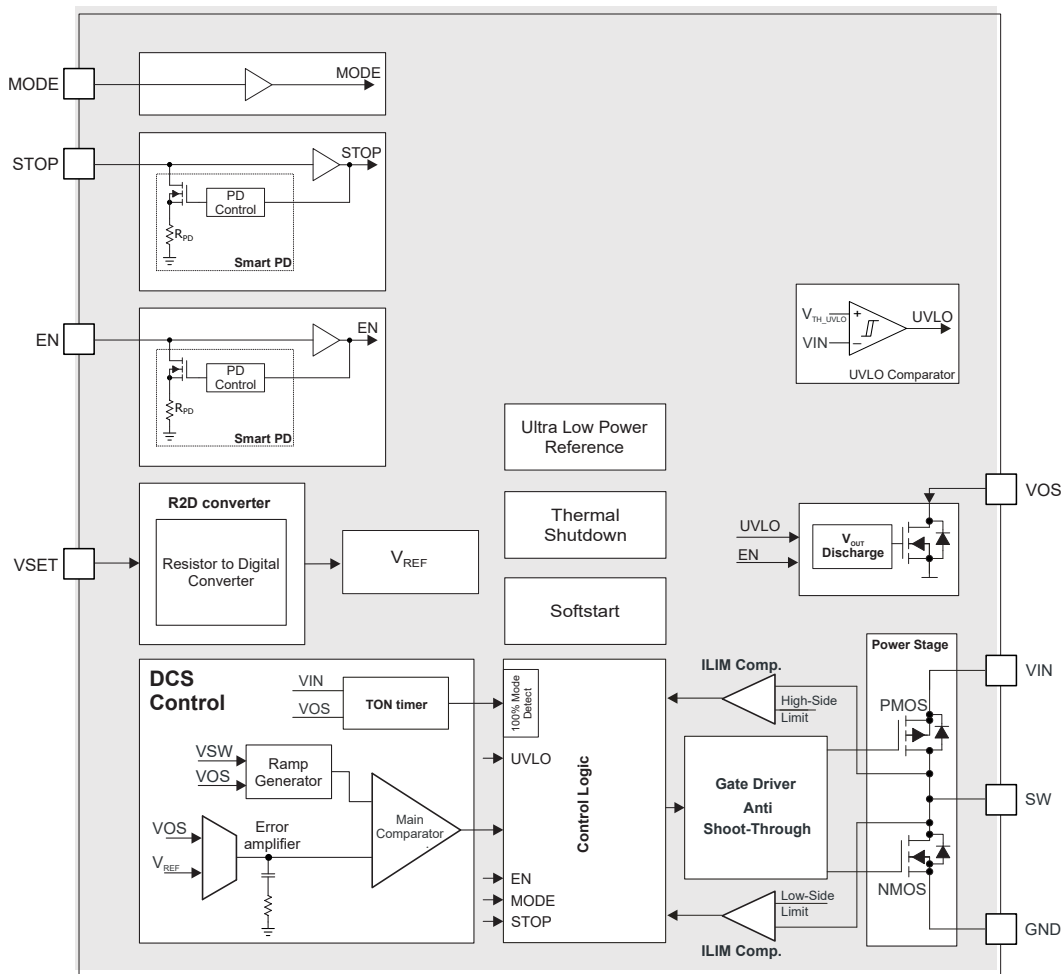 MODE
MODE
STOP
STOP
PD
Control
RPD
Smart PD
EN
EN
PD
Control
RPD
Smart PD
VTH_UVLO
+
VIN
−
UVLO
UVLO Comparator
Ultra Low Power
Reference
R2D converter
Resistor to Digital
Converter
VSET
VREF
Thermal
Shutdown
Softstart
VOS
UVLO
EN
VOUT
Discharge
DCS
Control
VIN
VOS
TON timer
VSW
VOS
Ramp
Generator
VOS
VREF
Error
amplifier
Main
Comparator
100% Mode
Detect
UVLO
Control Logic
EN
MODE
STOP
ILIM Comp.
High-Side
Limit
Gate Driver
Anti
Shoot-Through
Low-Side
Limit
ILIM Comp.
Power Stage
PMOS
NMOS
VIN
SW
GND